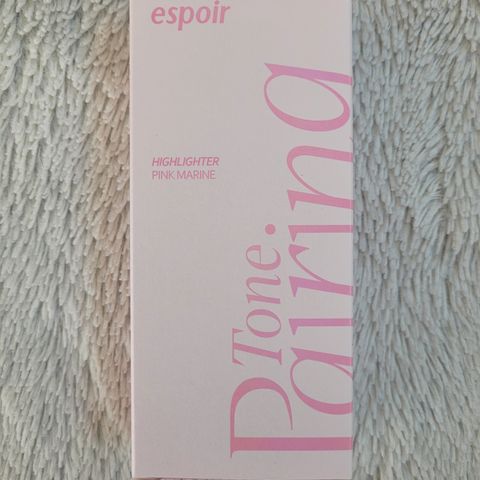 espoir
HIGHLIGHTER
PINK MARINE
Tone.
Pairing